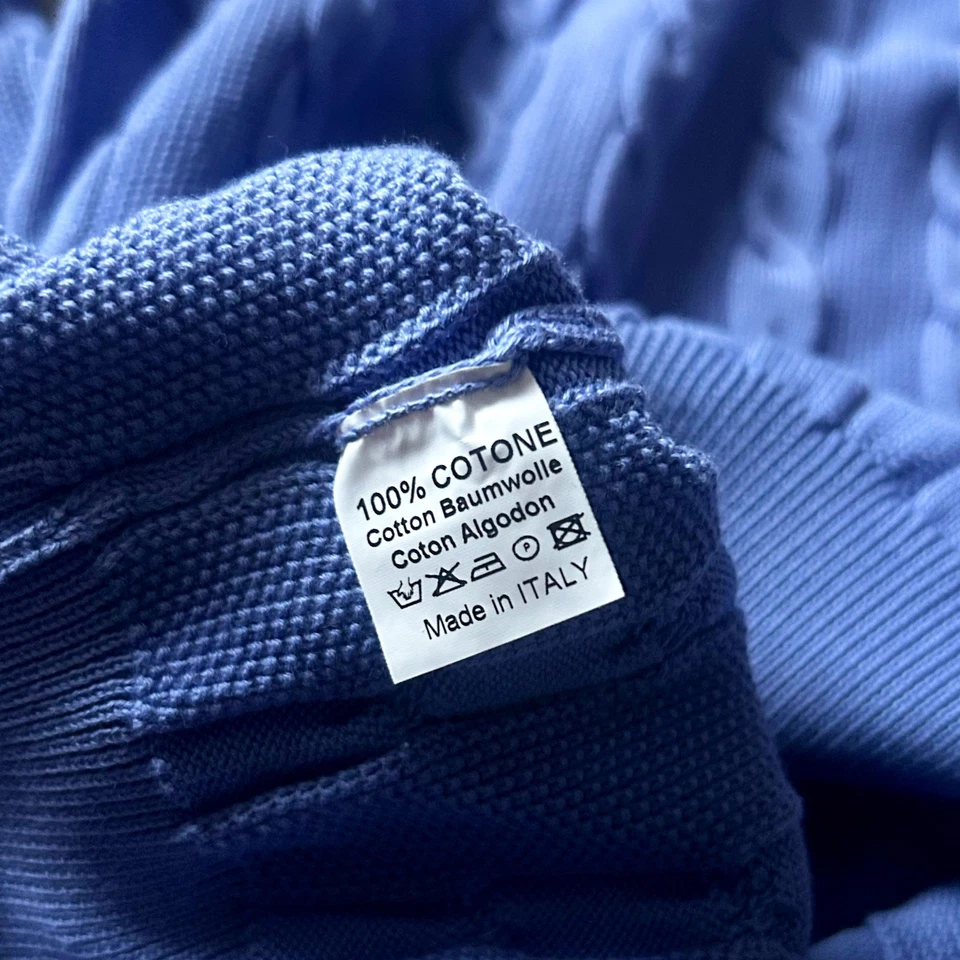 100% COTONE
Cotton Baumwolle
Coton Algodon
P
Made in ITALY